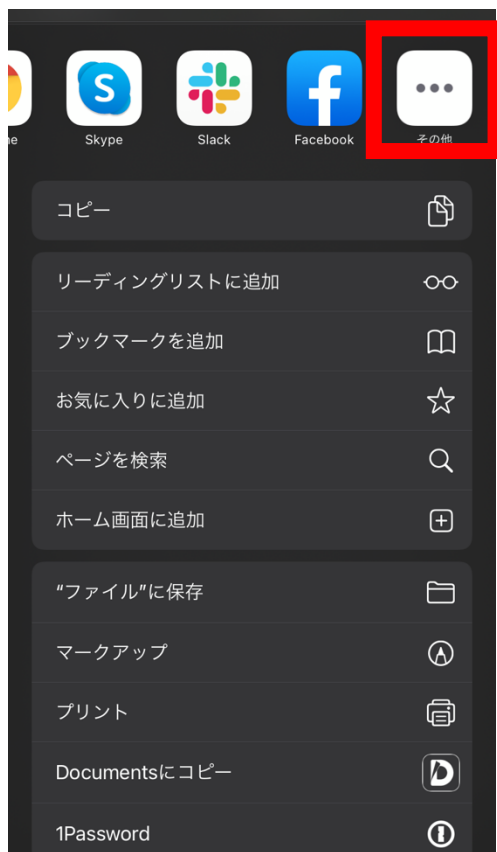 ne
Skype
Slack
Facebook
その他
コピー
リーディングリストに追加
ブックマークを追加
お気に入りに追加
ページを検索
ホーム画面に追加
“ファイル”に保存
マークアップ
プリント
Documentsにコピー
1Password